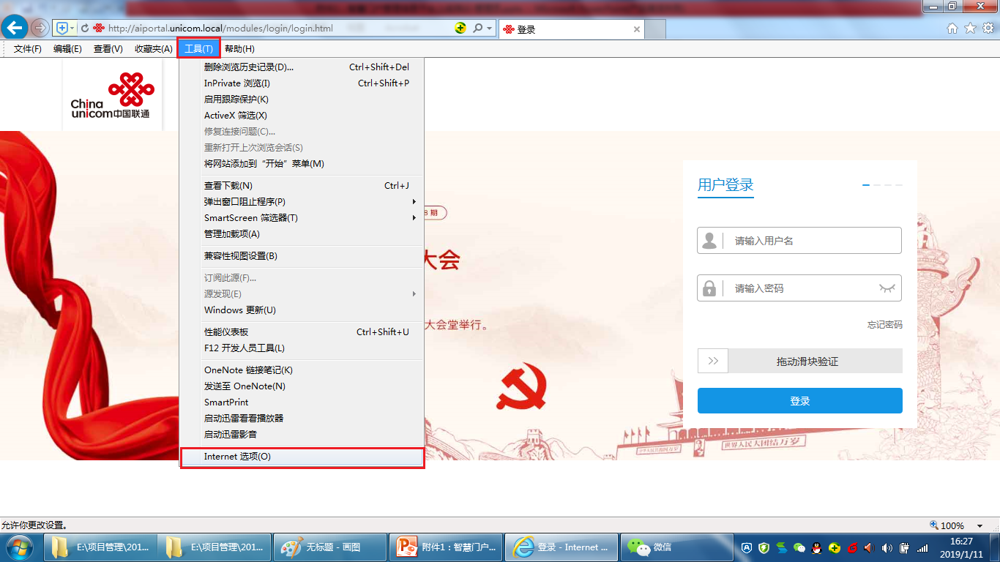 http://aiportal.unicom.local/modules/login/login.html
登录
文件(F) 编辑(E) 查看(V) 收藏夹(A) 工具(T) 帮助(H)
China
unicom中国联通
删除浏览历史记录(D)... Ctrl+Shift+Del
InPrivate 浏览(I) Ctrl+Shift+P
启用跟踪保护(K)
ActiveX 筛选(X)
修复连接问题(C)...
重新打开上次浏览会话(S)
将网站添加到“开始”菜单(M)
查看下载(N) Ctrl+J
弹出窗口阻止程序(P)
SmartScreen 筛选器(T)
管理加载项(A)
兼容性视图设置(B)
订阅此源(F)...
源发现(E)
Windows 更新(U)
性能仪表板 Ctrl+Shift+U
F12 开发人员工具(L)
OneNote 链接笔记(K)
发送至 OneNote(N)
SmartPrint
启动迅雷看看播放器
启动迅雷影音
Internet 选项(O)
8 期
大会
大会堂举行。
用户登录
请输入用户名
请输入密码
忘记密码
拖动滑块验证
登录
世界人民大团结万岁
允许你更改设置。
100%
E:\项目管理\201...
E:\项目管理\201...
无标题 - 画图
附件1：智慧门户...
登录 - Internet ...
微信
16:27
2019/1/11